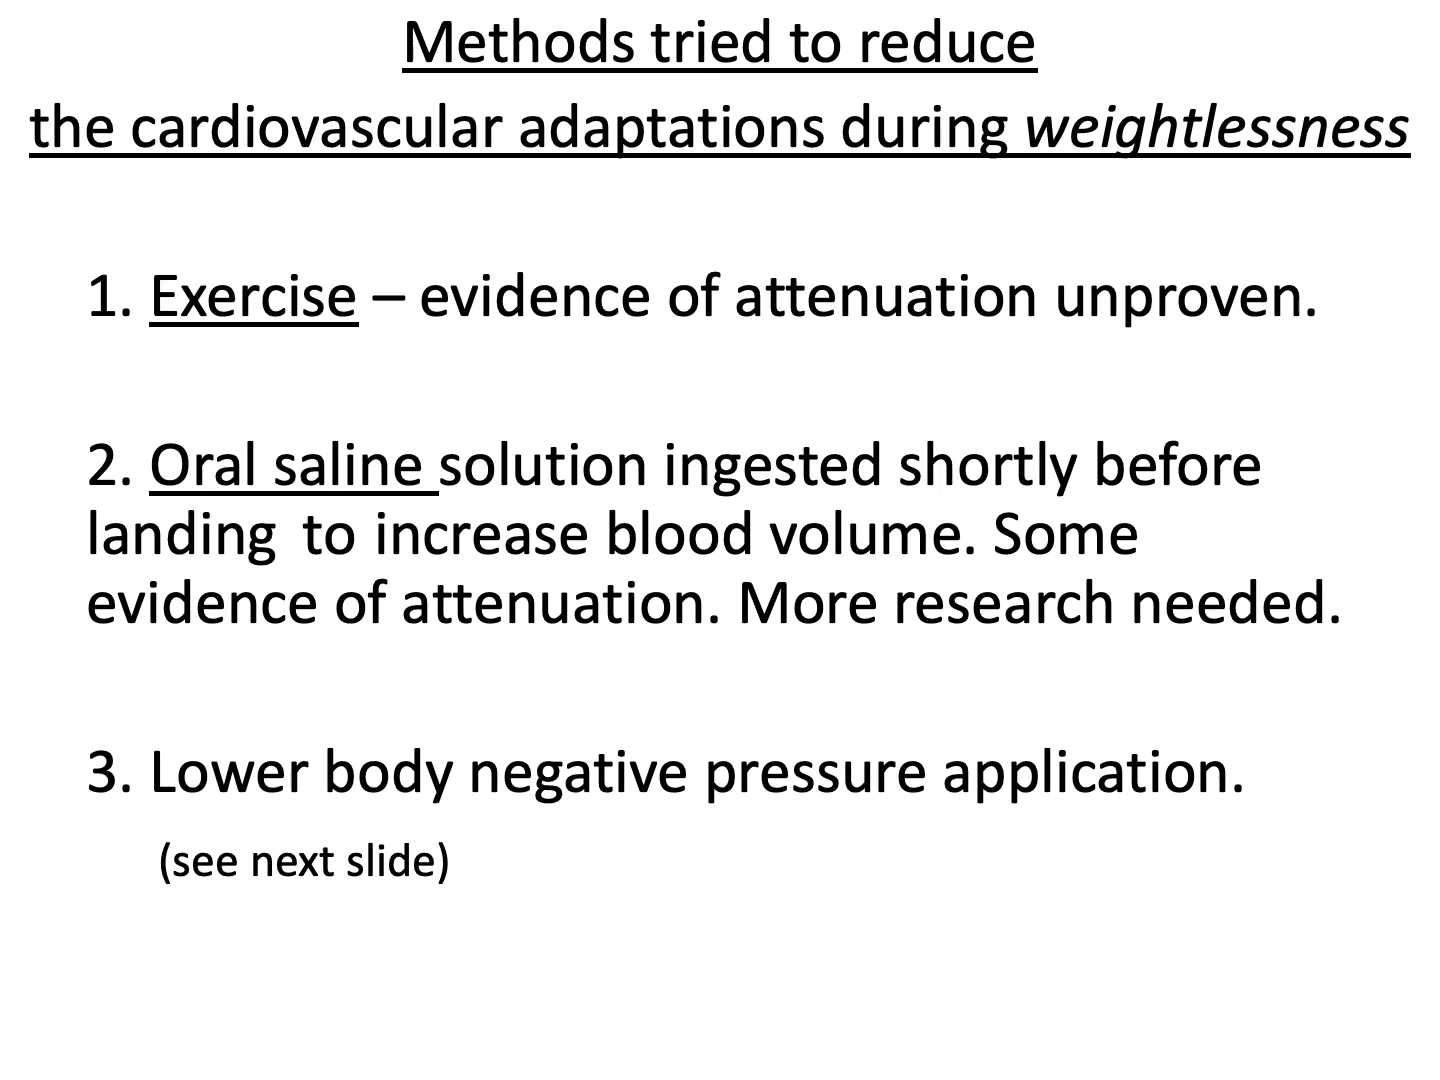 Methods tried to reduce
the cardiovascular adaptations during weightlessness
1. Exercise – evidence of attenuation unproven.
2. Oral saline solution ingested shortly before
landing to increase blood volume. Some
evidence of attenuation. More research needed.
3. Lower body negative pressure application.
(see next slide)